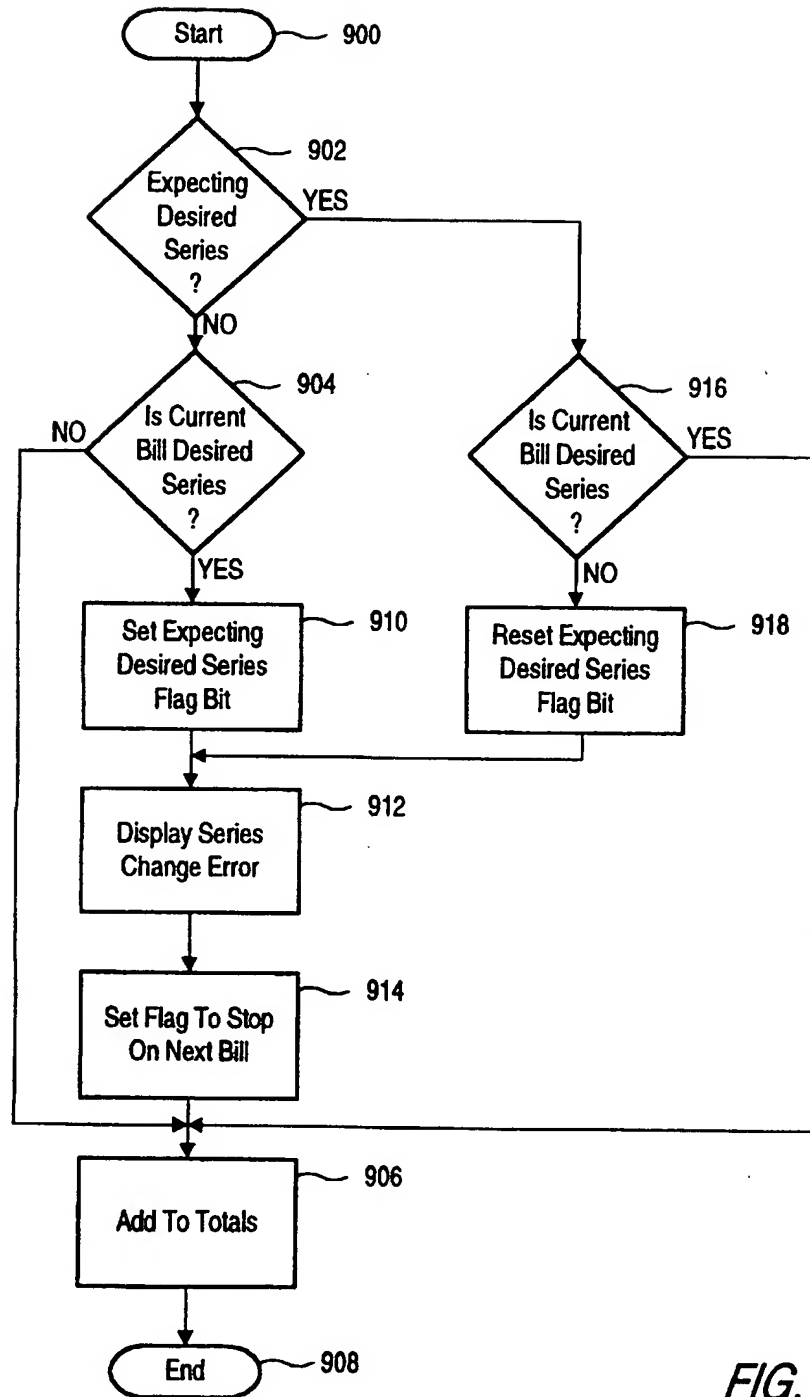 Start
900
902
Expecting
Desired
Series
?
YES
NO
904
Is Current
Bill Desired
Series
?
NO
YES
916
Is Current
Bill Desired
Series
?
YES
NO
910
Set Expecting
Desired Series
Flag Bit
918
Reset Expecting
Desired Series
Flag Bit
912
Display Series
Change Error
914
Set Flag To Stop
On Next Bill
906
Add To Totals
End
908
FIG.